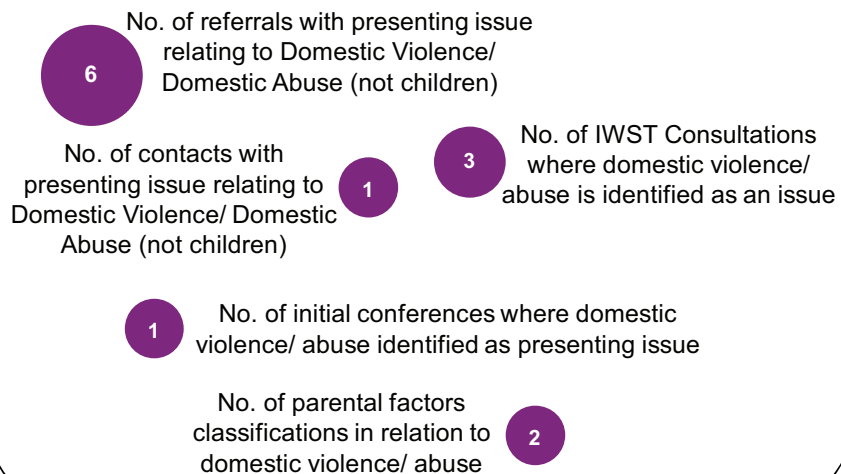 No. of referrals with presenting issue
relating to Domestic Violence/
Domestic Abuse (not children)
6
No. of contacts with
presenting issue relating to
Domestic Violence/ Domestic
Abuse (not children)
1
No. of IWST Consultations
where domestic violence/
abuse is identified as an issue
3
1
No. of initial conferences where domestic
violence/ abuse identified as presenting issue
No. of parental factors
classifications in relation to
domestic violence/ abuse
2